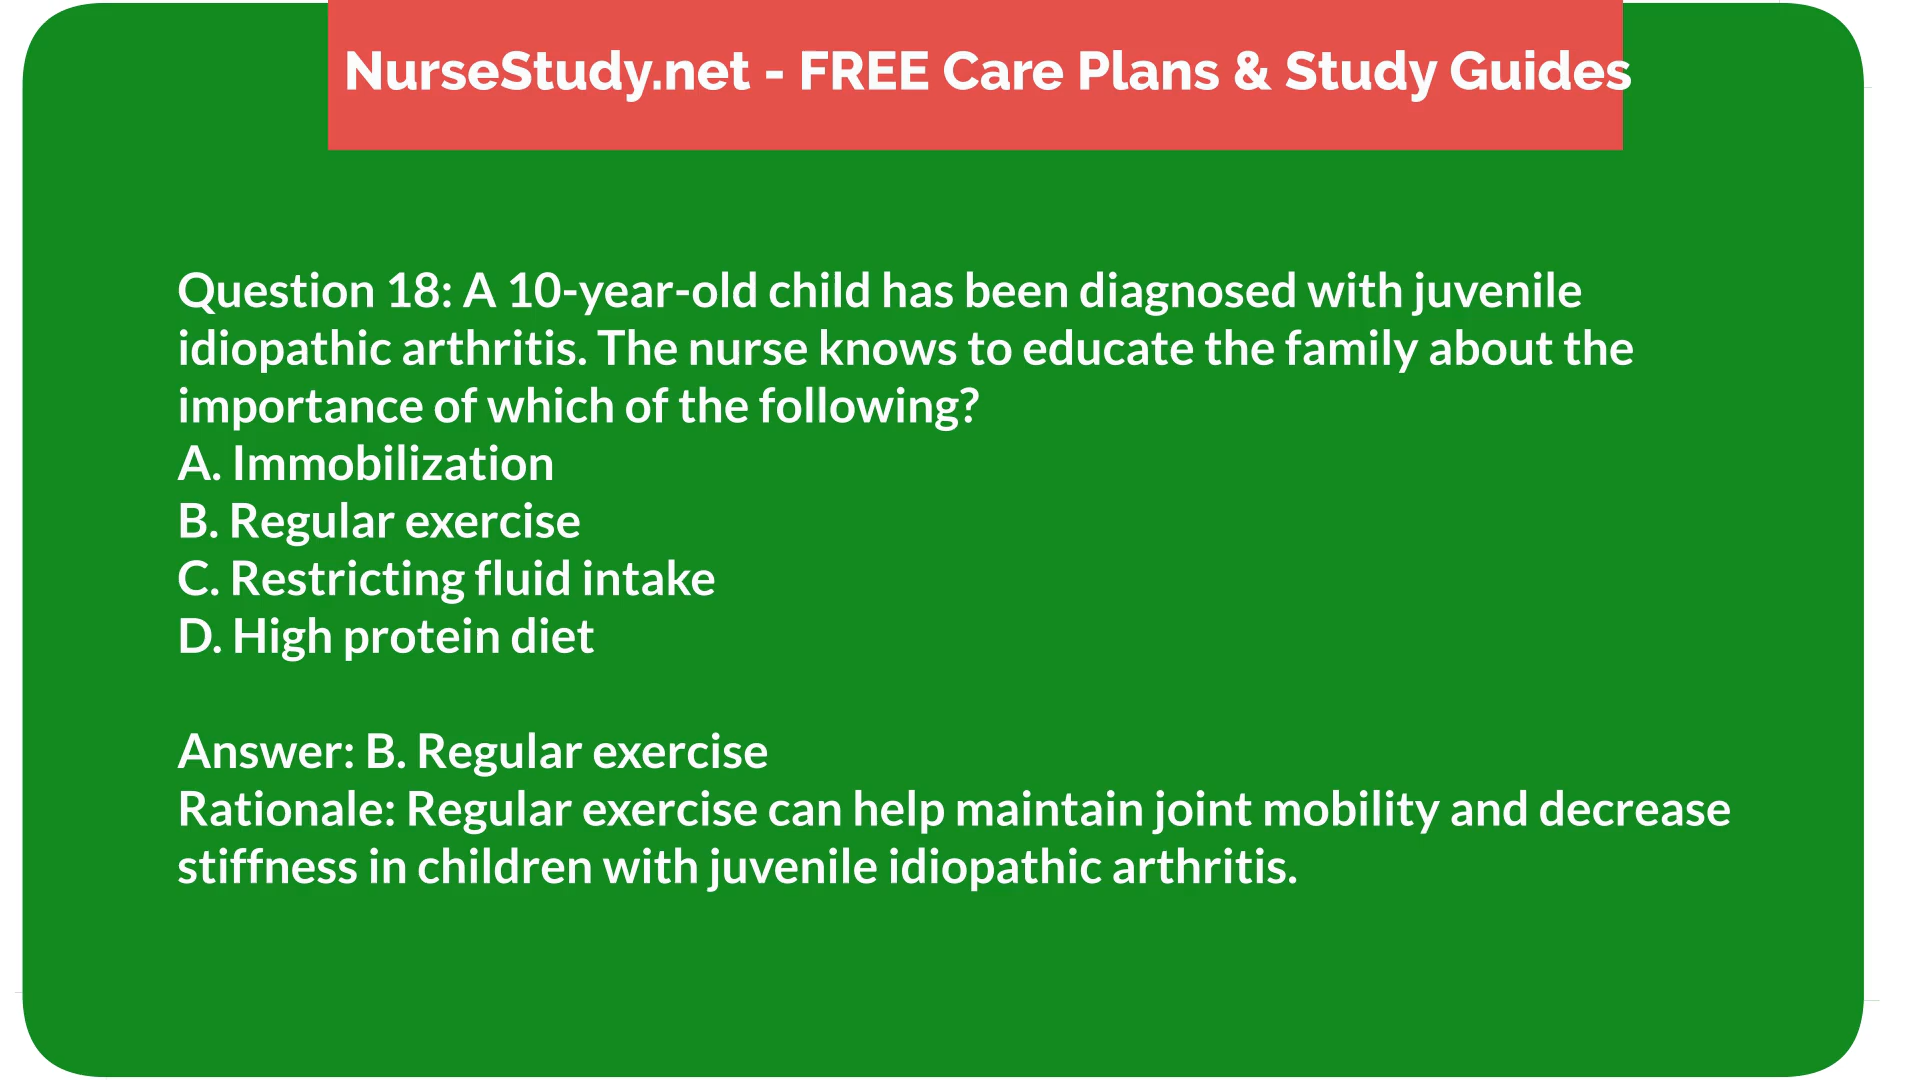 NurseStudy.net - FREE Care Plans & Study Guides
Question 18: A 10-year-old child has been diagnosed with juvenile
idiopathic arthritis. The nurse knows to educate the family about the
importance of which of the following?
A. Immobilization
B. Regular exercise
C. Restricting fluid intake
D. High protein diet
Answer: B. Regular exercise
Rationale: Regular exercise can help maintain joint mobility and decrease
stiffness in children with juvenile idiopathic arthritis.